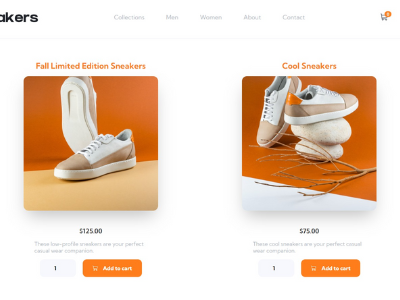 akers
Collections Men Women About Contact
Fall Limited Edition Sneakers
Cool Sneakers
$125.00
$75.00
These low-profile sneakers are your perfect
casual wear companion.
These cool sneakers are your perfect casual
wear companion.
1
Add to cart
1
Add to cart